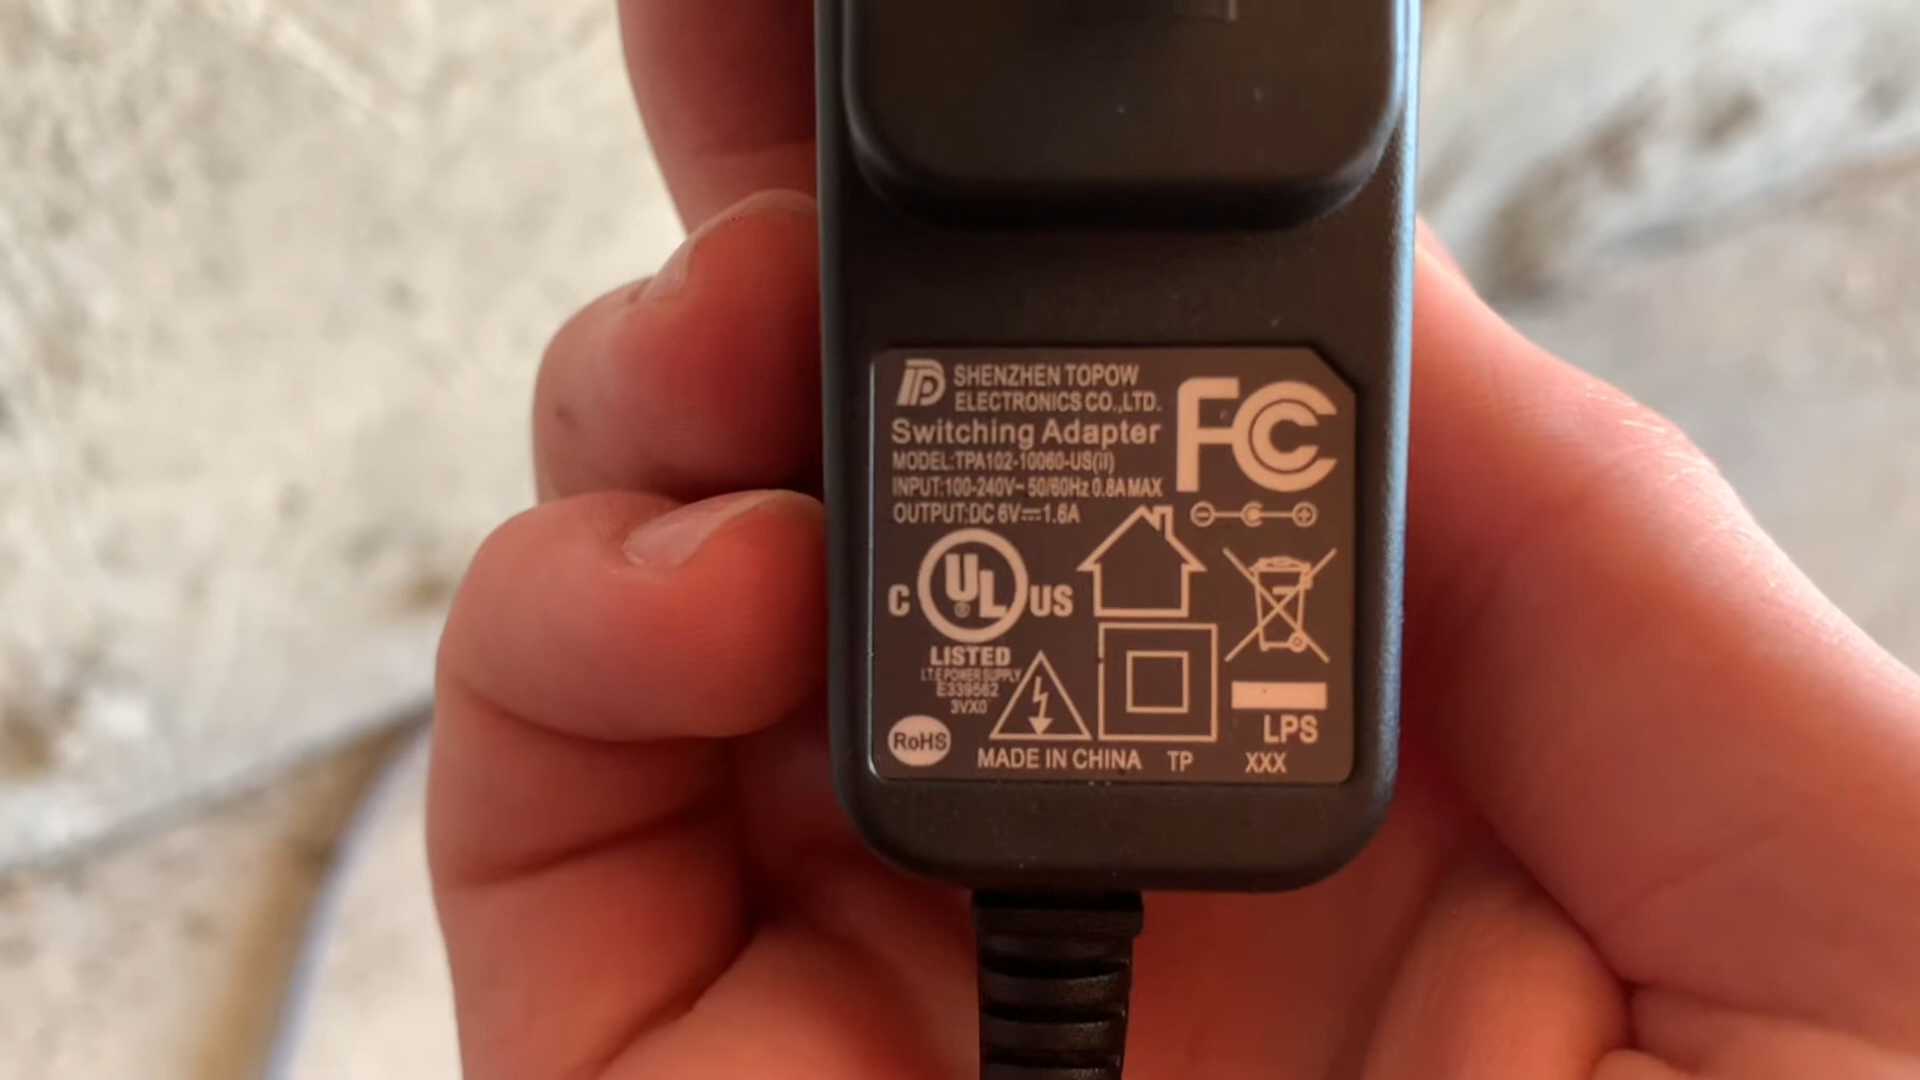 SHENZHEN TOPOW
ELECTRONICS CO.,LTD.
Switching Adapter
FC
MODEL:TPA102-10060-US(II)
INPUT:100-240V~50/60Hz 0.8A MAX
OUTPUT:DC 6V⎓1.6A
C UL® US
LISTED
I.T.E POWER SUPPLY
E339562
3VX0
LPS
RoHS
MADE IN CHINA TP XXX